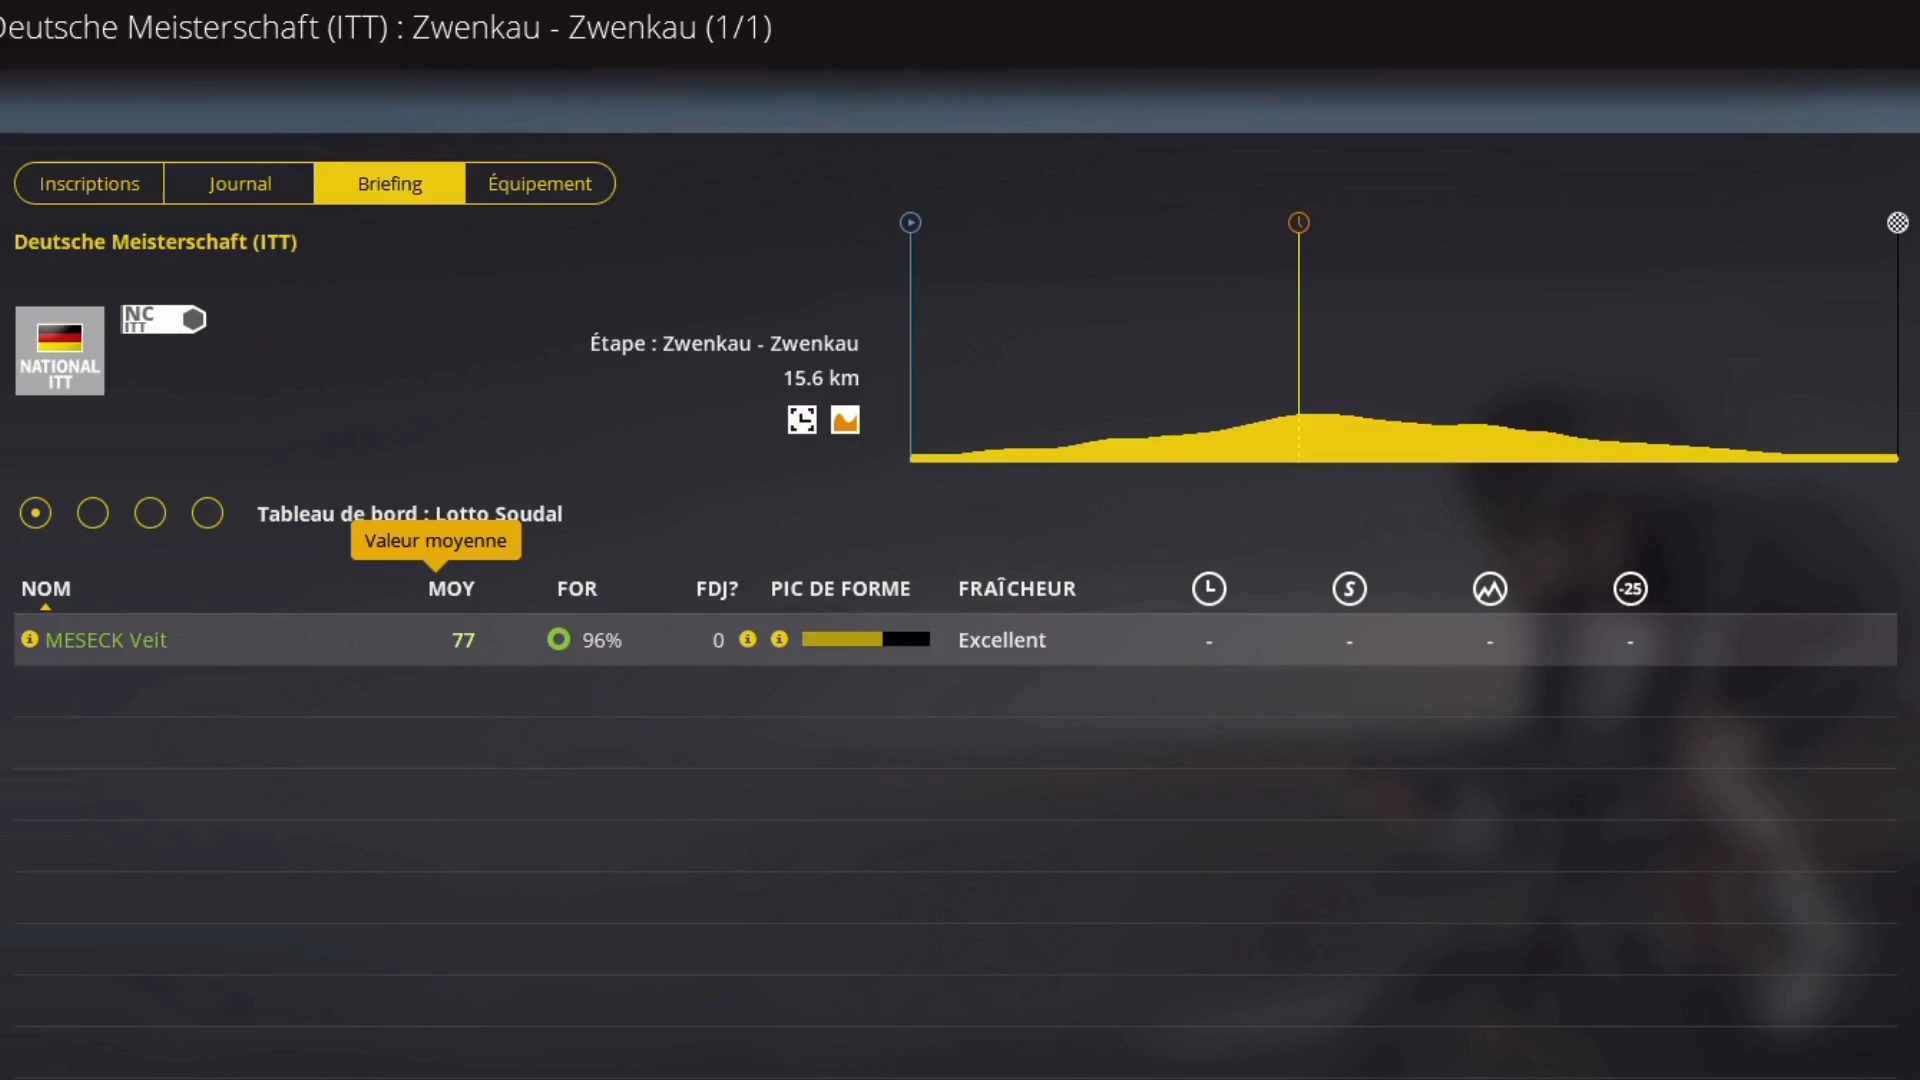 Deutsche Meisterschaft (ITT) : Zwenkau - Zwenkau (1/1)
Inscriptions Journal Briefing Équipement
Deutsche Meisterschaft (ITT)
NC
ITT
NATIONAL
ITT
Étape : Zwenkau - Zwenkau
15.6 km
Tableau de bord : Lotto Soudal
Valeur moyenne
NOM MOY FOR FDJ? PIC DE FORME FRAÎCHEUR S -25
MESECK Veit 77 96% 0 Excellent - - - -